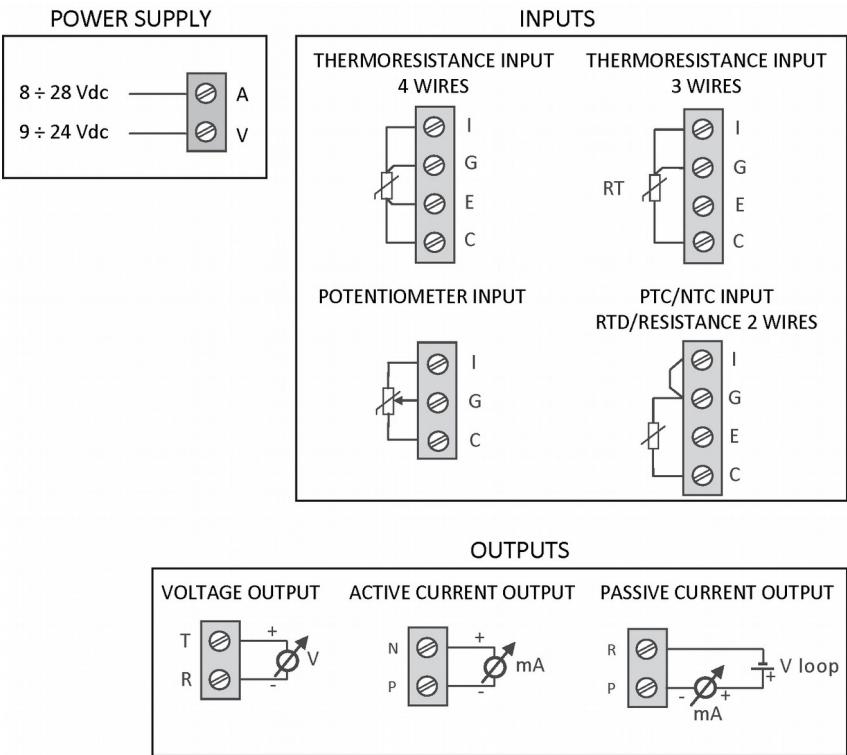 POWER SUPPLY
8 ÷ 28 Vdc
A
9 ÷ 24 Vdc
V
INPUTS
THERMORESISTANCE INPUT
4 WIRES
I
G
E
C
THERMORESISTANCE INPUT
3 WIRES
RT
I
G
E
C
POTENTIOMETER INPUT
I
G
C
PTC/NTC INPUT
RTD/RESISTANCE 2 WIRES
I
G
E
C
OUTPUTS
VOLTAGE OUTPUT
T
+
V
R
-
ACTIVE CURRENT OUTPUT
N
+
mA
P
-
PASSIVE CURRENT OUTPUT
R
V loop
+
P
- +
mA